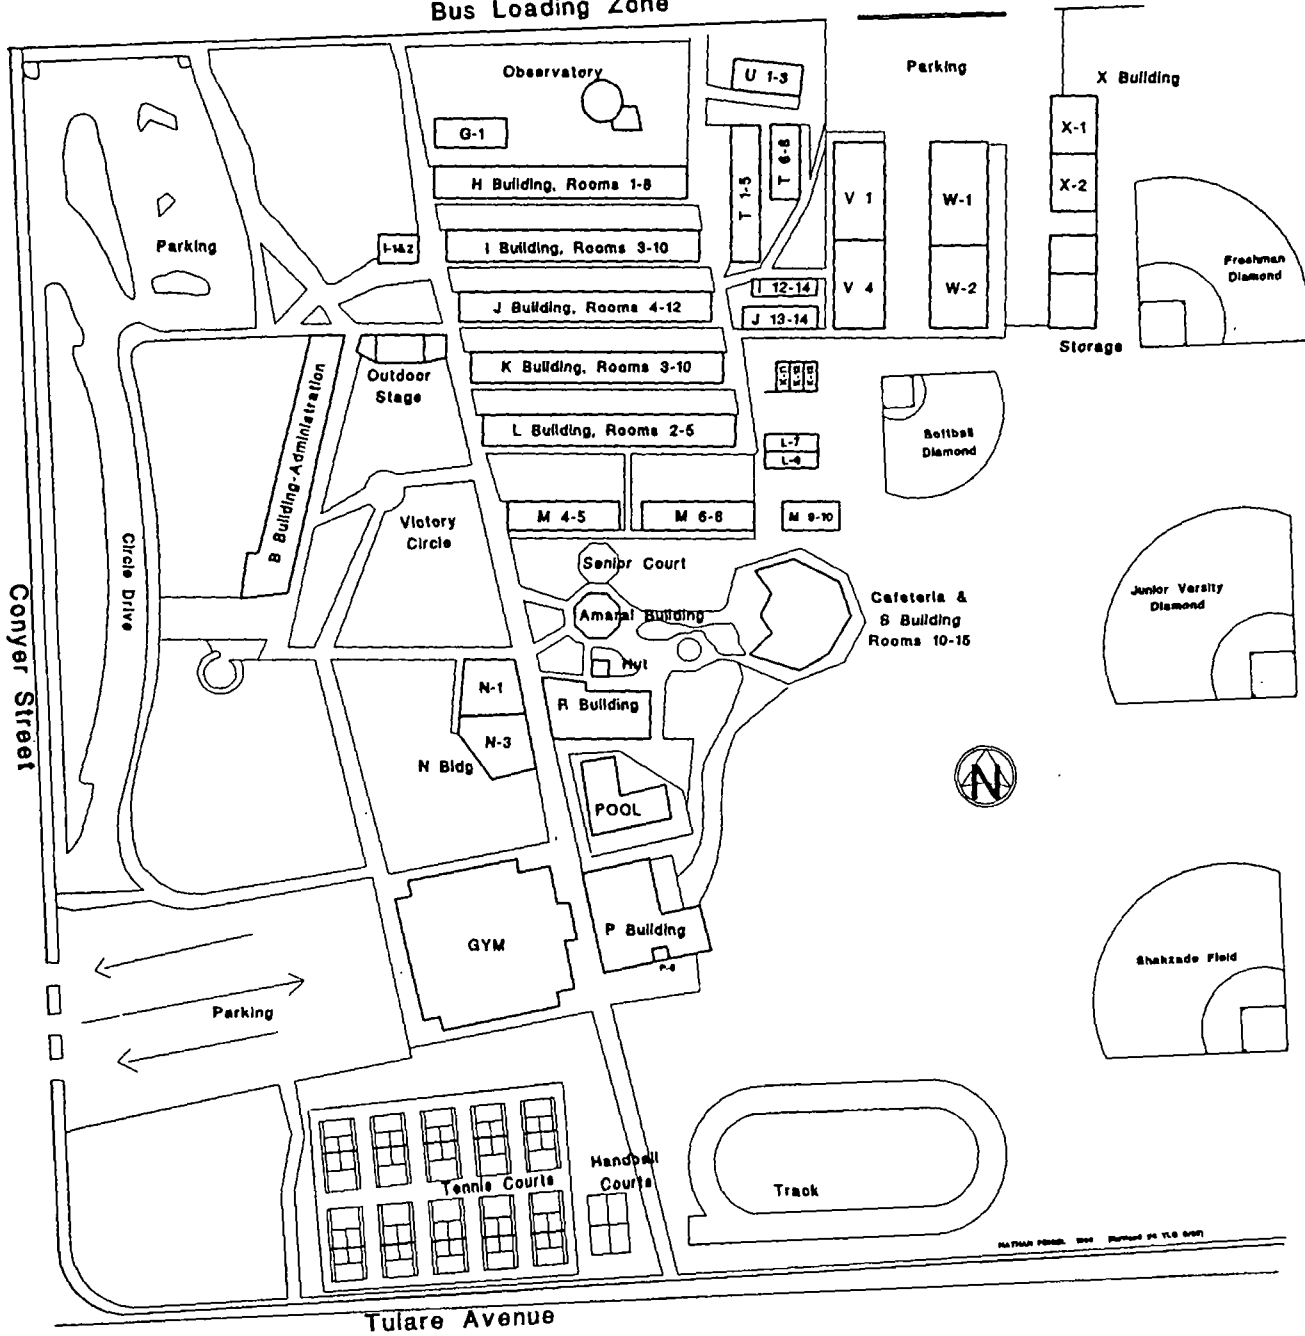 Bus Loading Zone
Observatory
U 1-3
Parking
X Building
G-1
X-1
H Building, Rooms 1-8
T 1-5
T 6-8
V 1
W-1
X-2
Parking
I-1&2
I Building, Rooms 3-10
Freshman
Diamond
J Building, Rooms 4-12
I 12-14
J 13-14
V 4
W-2
Storage
Outdoor
Stage
K Building, Rooms 3-10
B Building-Administration
L Building, Rooms 2-5
L-7
Softball
Diamond
Victory
Circle
M 4-5
M 6-8
M 9-10
Circle Drive
Senior Court
Conyer Street
Amaral Building
Cafeteria &
S Building
Rooms 10-15
Junior Varsity
Diamond
Hut
N-1
R Building
N-3
N Bldg
N
POOL
GYM
P Building
Parking
Tennis Courts
Handball
Courts
Track
Tulare Avenue